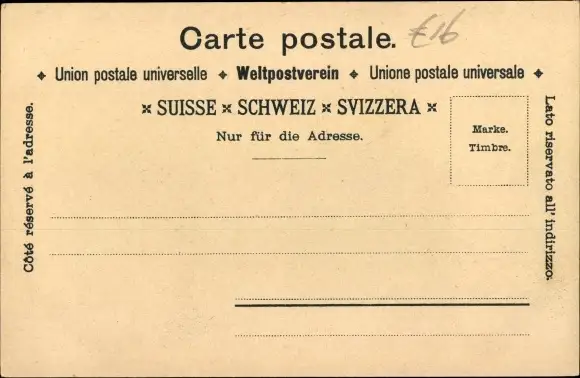 Carte postale. €16
✦ Union postale universelle ✦ Weltpostverein ✦ Unione postale universale ✦
× SUISSE × SCHWEIZ × SVIZZERA ×
Nur für die Adresse.
Marke.
Timbre.
Côté réservé à l'adresse.
Lato riservato all' indirizzo.